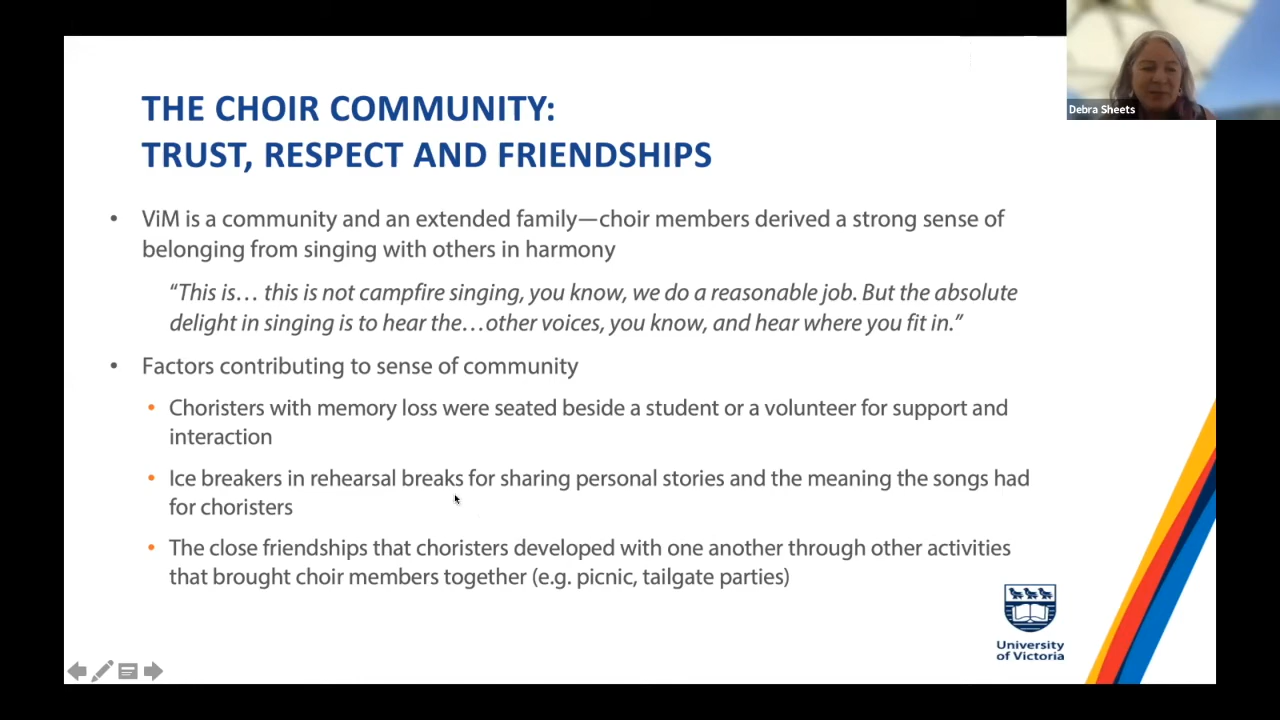 Debra Sheets
THE CHOIR COMMUNITY:
TRUST, RESPECT AND FRIENDSHIPS
• ViM is a community and an extended family—choir members derived a strong sense of
belonging from singing with others in harmony
“This is… this is not campfire singing, you know, we do a reasonable job. But the absolute
delight in singing is to hear the…other voices, you know, and hear where you fit in.”
• Factors contributing to sense of community
• Choristers with memory loss were seated beside a student or a volunteer for support and
interaction
• Ice breakers in rehearsal breaks for sharing personal stories and the meaning the songs had
for choristers
• The close friendships that choristers developed with one another through other activities
that brought choir members together (e.g. picnic, tailgate parties)
University
of Victoria